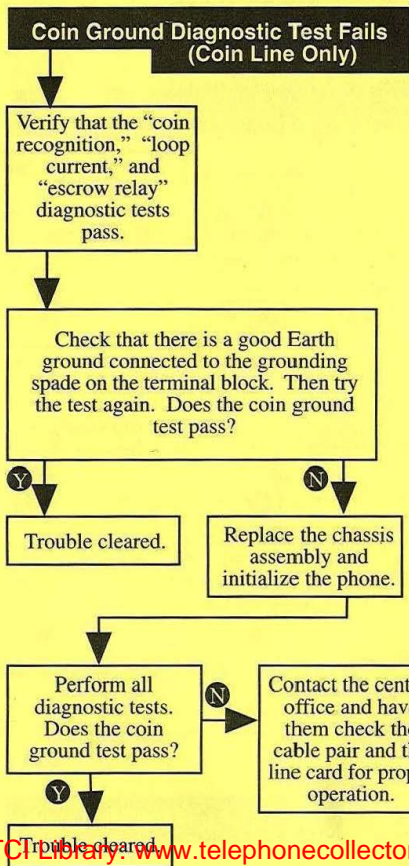 Coin Ground Diagnostic Test Fails
(Coin Line Only)
Verify that the “coin
recognition,” “loop
current,” and
“escrow relay”
diagnostic tests
pass.
Check that there is a good Earth
ground connected to the grounding
spade on the terminal block. Then try
the test again. Does the coin ground
test pass?
Y
N
Trouble cleared.
Replace the chassis
assembly and
initialize the phone.
Perform all
diagnostic tests.
Does the coin
ground test pass?
N
Contact the cent
office and hav
them check the
cable pair and th
line card for prop
operation.
Y
Trouble cleared.
TCI Library: www.telephonecollector